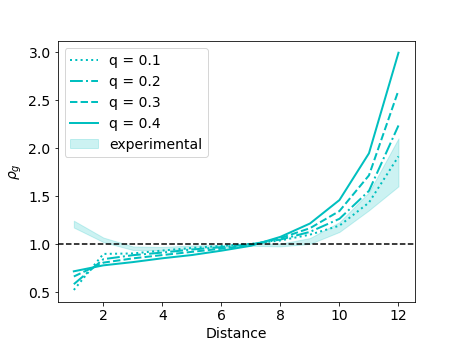 3.0
2.5
2.0
1.5
1.0
0.5
ρg
q = 0.1
q = 0.2
q = 0.3
q = 0.4
experimental
2 4 6 8 10 12
Distance